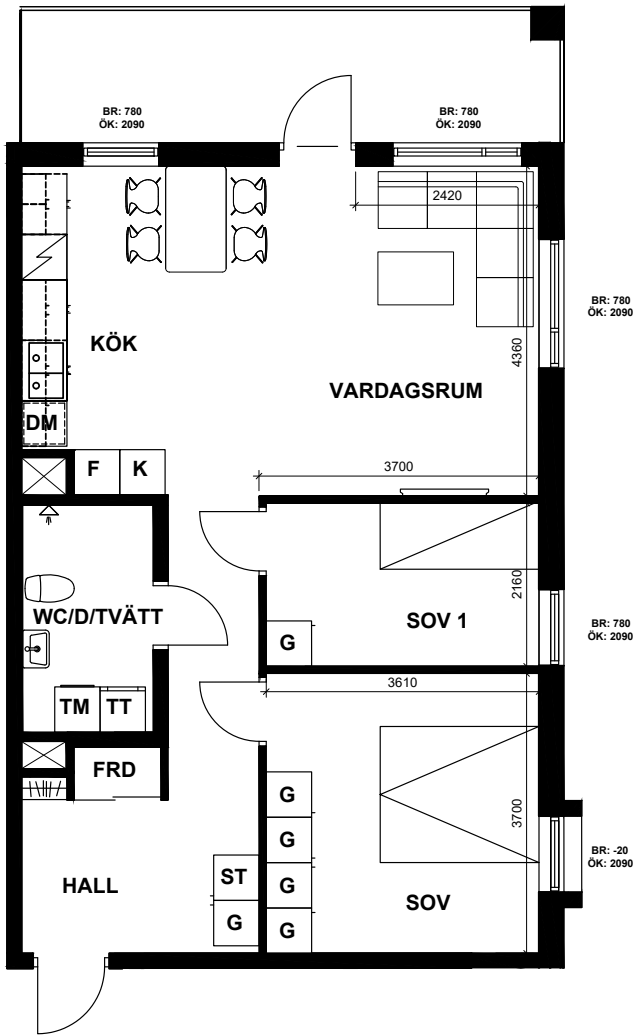 BR: 780
ÖK: 2090
BR: 780
ÖK: 2090
2420
BR: 780
ÖK: 2090
KÖK
4360
VARDAGSRUM
DM
F
K
3700
2160
WC/D/TVÄTT
SOV 1
BR: 780
ÖK: 2090
G
3610
TM
TT
FRD
G
3700
G
BR: -20
ÖK: 2090
HALL
ST
G
SOV
G
G